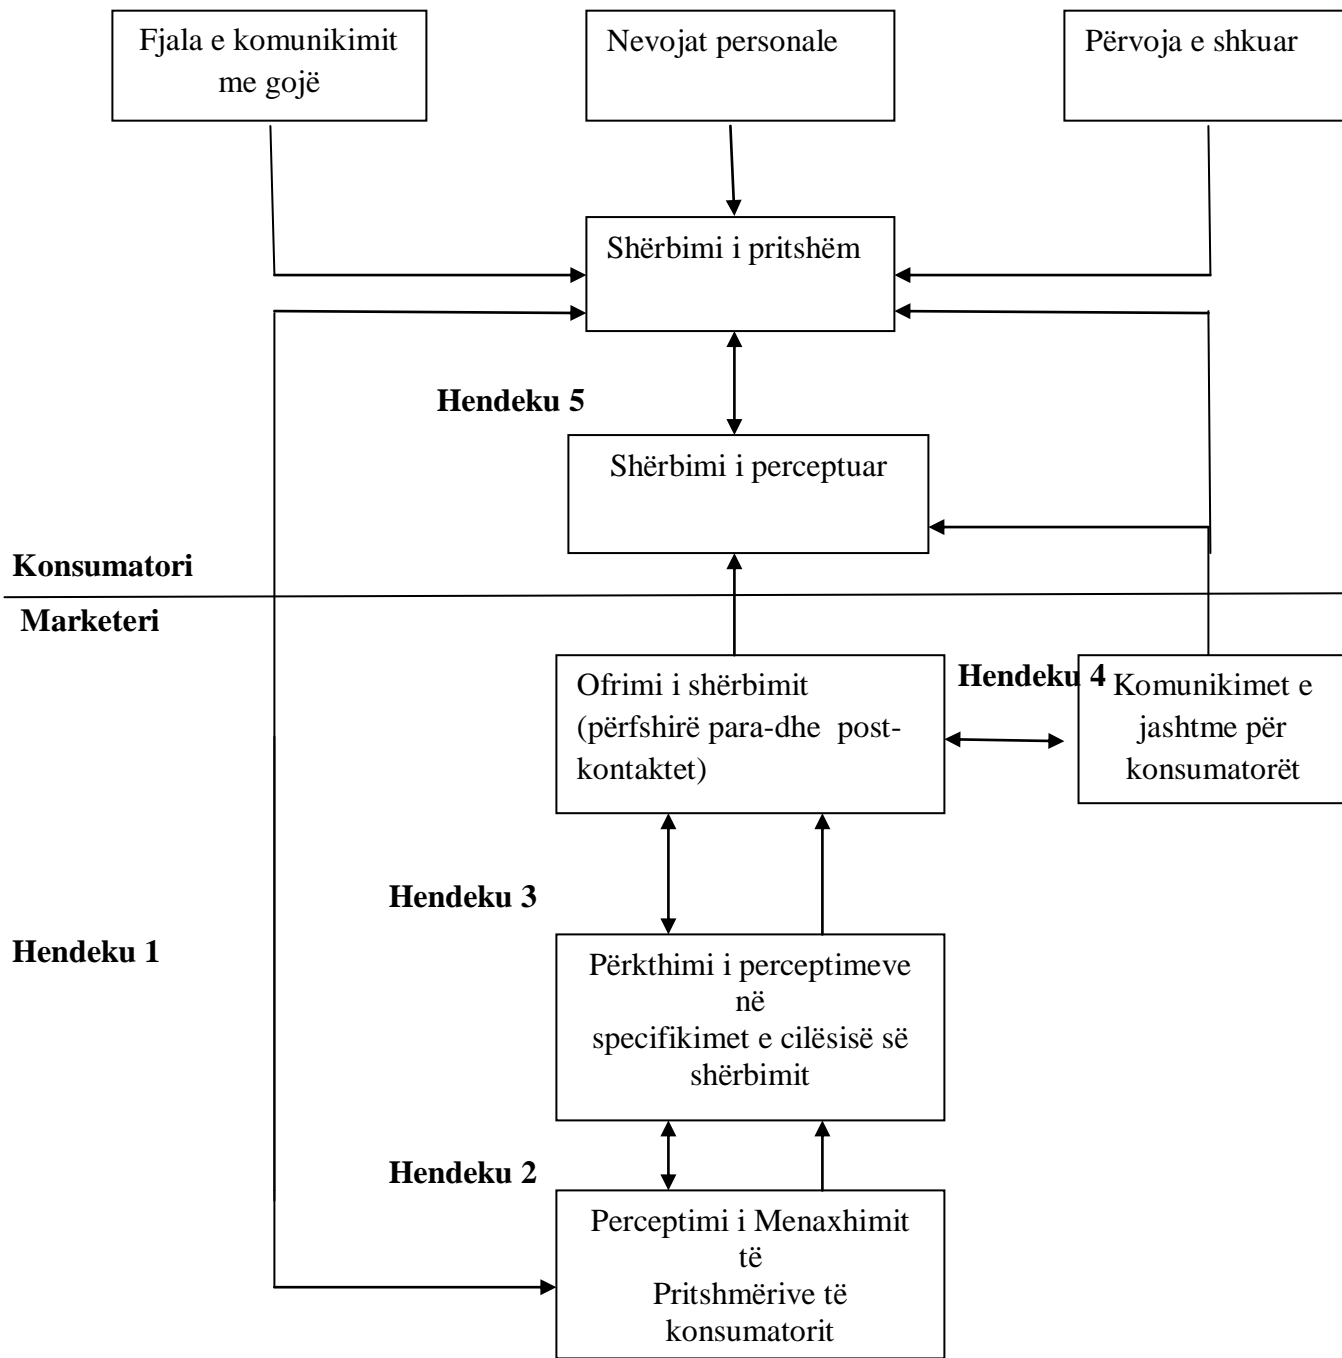 Fjala e komunikimit
me gojë
Nevojat personale
Përvoja e shkuar
Shërbimi i pritshëm
Hendeku 5
Shërbimi i perceptuar
Konsumatori
Marketeri
Ofrimi i shërbimit
(përfshirë para-dhe post-
kontaktet)
Hendeku 4
Komunikimet e
jashtme për
konsumatorët
Hendeku 3
Hendeku 1
Përkthimi i perceptimeve
në
specifikimet e cilësisë së
shërbimit
Hendeku 2
Perceptimi i Menaxhimit
të
Pritshmërive të
konsumatorit